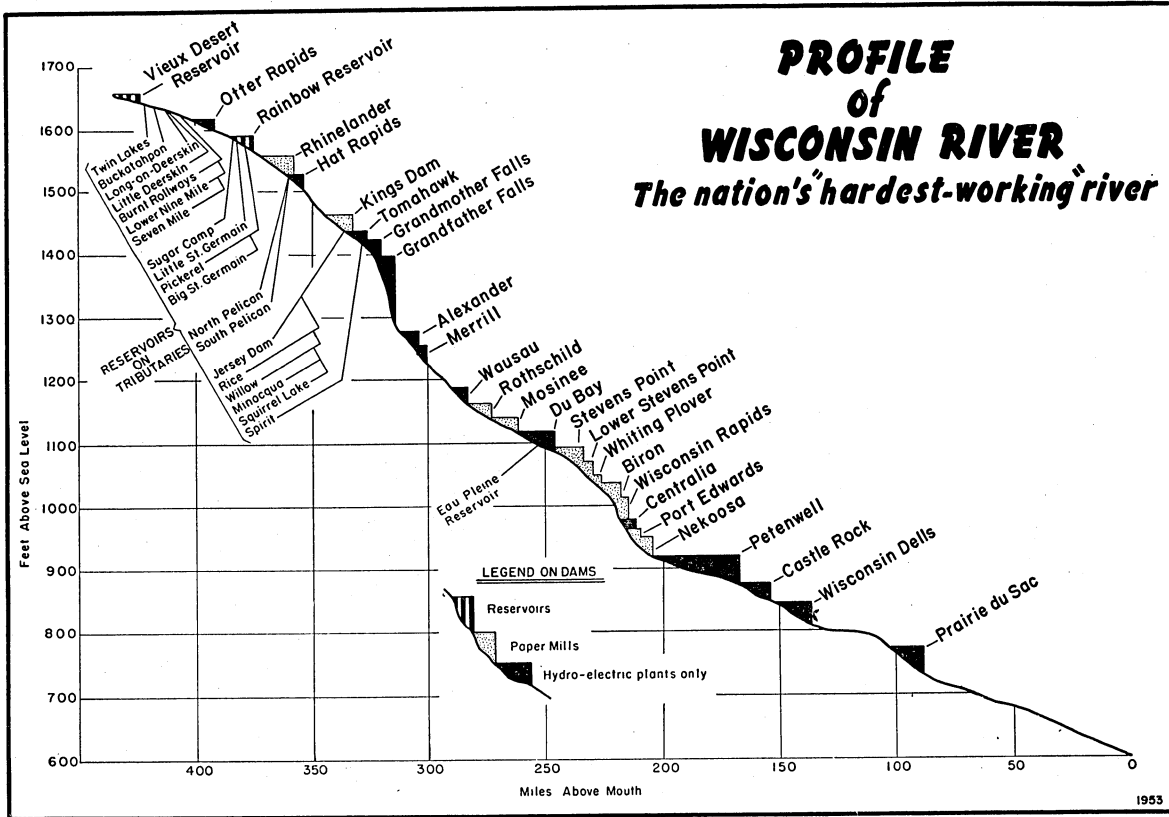 PROFILE
of
WISCONSIN RIVER
The nation's "hardest-working" river
Feet Above Sea Level
1700
1600
1500
1400
1300
1200
1100
1000
900
800
700
600
Vieux Desert
Reservoir
Otter Rapids
Rainbow Reservoir
Rhinelander
Hat Rapids
Kings Dam
Tomahawk
Grandmother Falls
Grandfather Falls
Alexander
Merrill
Wausau
Rothschild
Mosinee
Du Bay
Stevens Point
Lower Stevens Point
Whiting Plover
Biron
Wisconsin Rapids
Centralia
Port Edwards
Nekoosa
Petenwell
Castle Rock
Wisconsin Dells
Prairie du Sac
Twin Lakes
Buckatahpon
Long-on-Deerskin
Little Deerskin
Burnt Rollways
Lower Nine Mile
Seven Mile
Sugar Camp
Little St. Germain
Pickerel
Big St. Germain
North Pelican
South Pelican
Jersey Dam
Rice
Willow
Minocqua
Squirrel Lake
Spirit
RESERVOIRS
ON
TRIBUTARIES
Eau Pleine
Reservoir
LEGEND ON DAMS
Reservoirs
Paper Mills
Hydro-electric plants only
400
350
300
250
200
150
100
50
0
Miles Above Mouth
1953